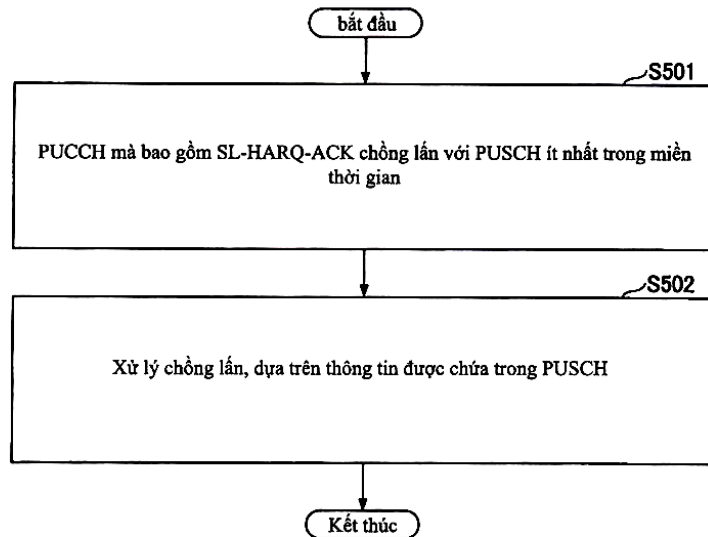 bắt đầu
S501
PUCCH mà bao gồm SL-HARQ-ACK chồng lấn với PUSCH ít nhất trong miền
thời gian
S502
Xử lý chồng lấn, dựa trên thông tin được chứa trong PUSCH
Kết thúc